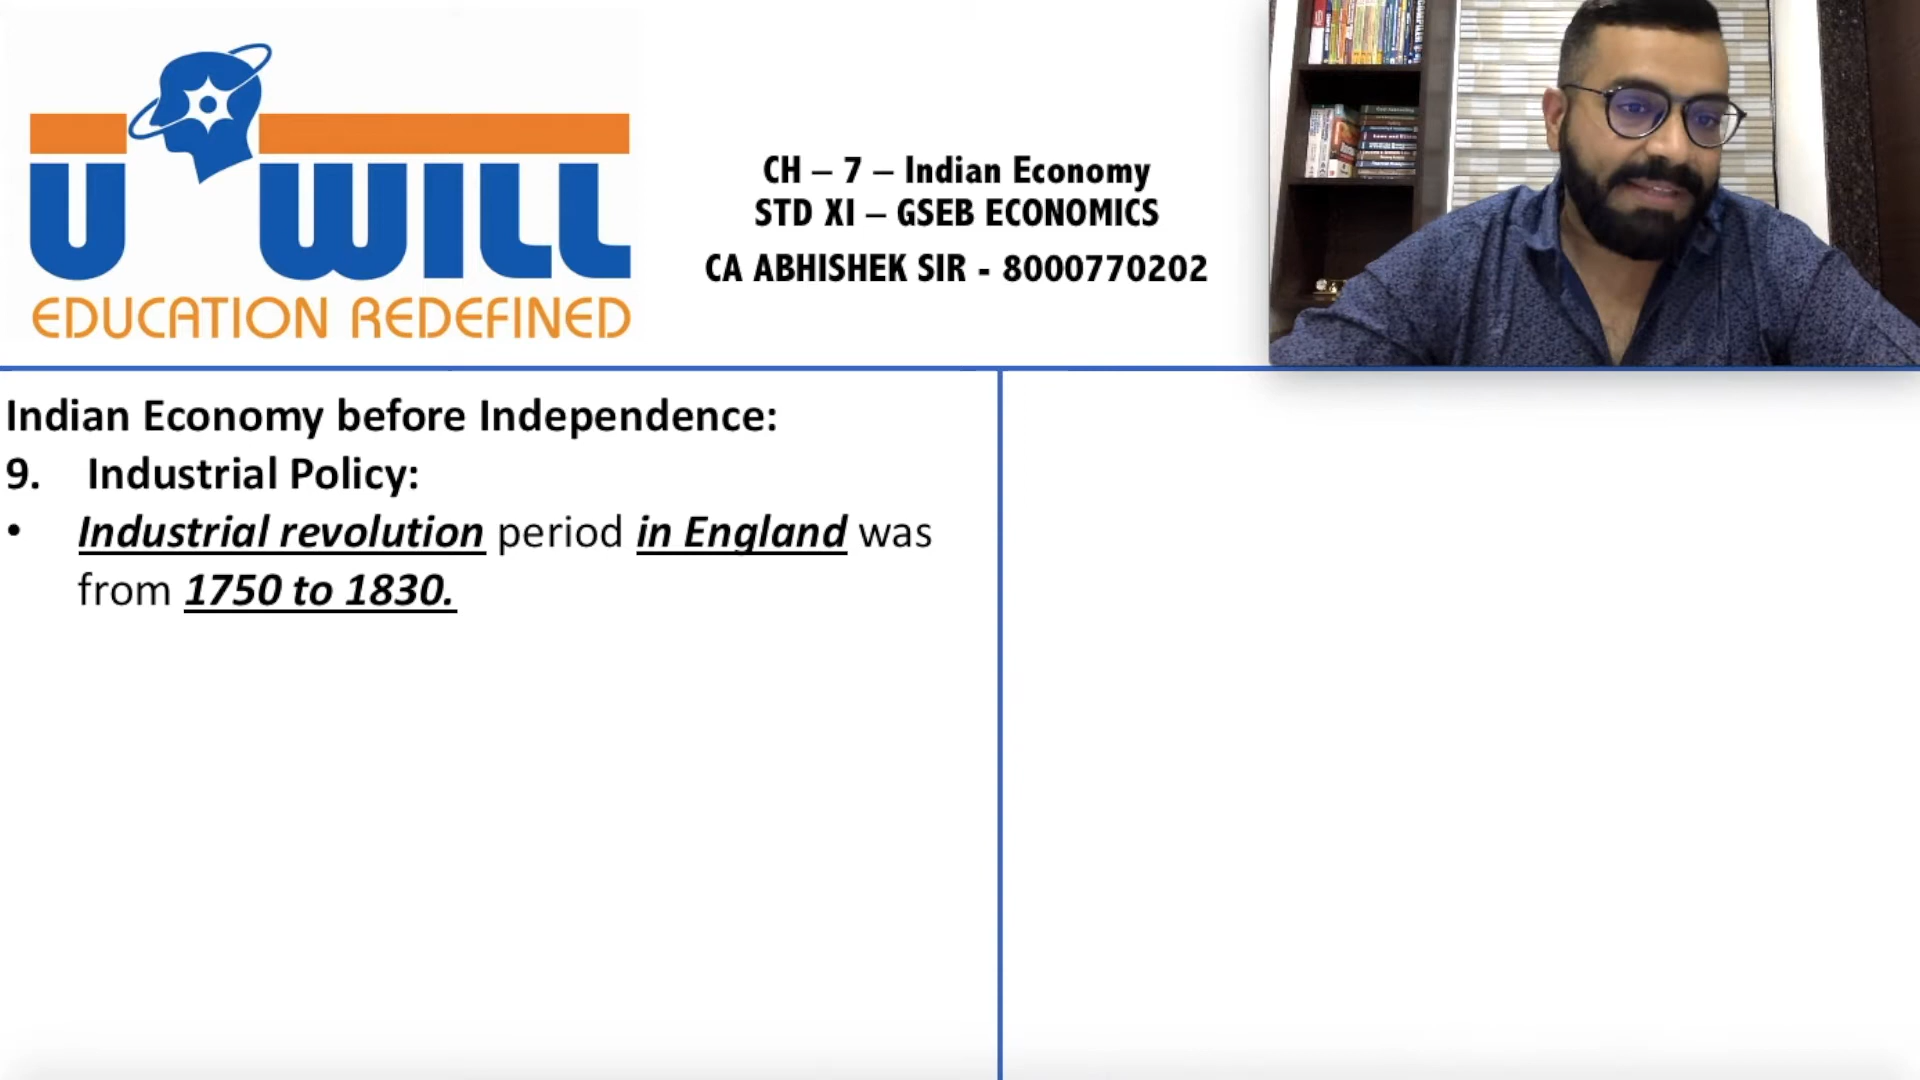 U WILL
EDUCATION REDEFINED
CH – 7 – Indian Economy
STD XI – GSEB ECONOMICS
CA ABHISHEK SIR - 8000770202
Indian Economy before Independence:
9. Industrial Policy:
• Industrial revolution period in England was
from 1750 to 1830.